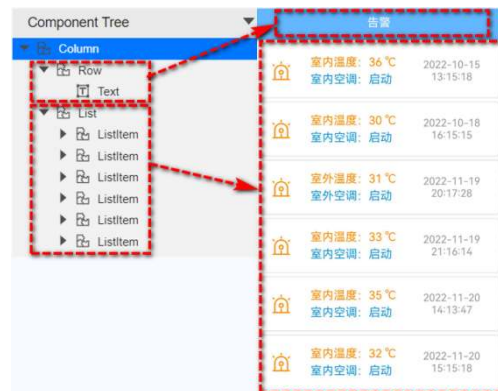 Component Tree
Column
Row
Text
List
ListItem
ListItem
ListItem
ListItem
ListItem
ListItem
告警
室内温度：36 ℃
室内空调：启动
2022-10-15
13:15:18
室内温度：30 ℃
室内空调：启动
2022-10-18
16:15:15
室外温度：31 ℃
室外空调：启动
2022-11-19
20:17:28
室内温度：33 ℃
室内空调：启动
2022-11-19
21:16:14
室内温度：35 ℃
室内空调：启动
2022-11-20
14:13:47
室内温度：32 ℃
室内空调：启动
2022-11-20
15:15:18